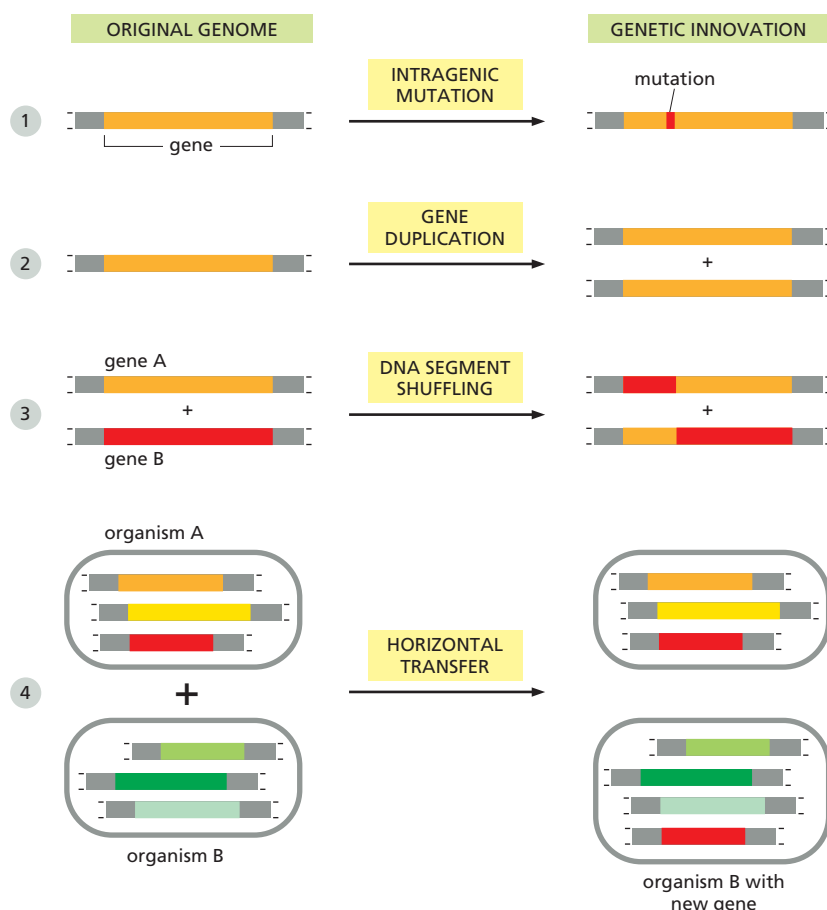 ORIGINAL GENOME
GENETIC INNOVATION
INTRAGENIC
MUTATION
mutation
1
gene
GENE
DUPLICATION
2
+
gene A
DNA SEGMENT
SHUFFLING
3
+
+
gene B
organism A
HORIZONTAL
TRANSFER
4
+
organism B
organism B with
new gene